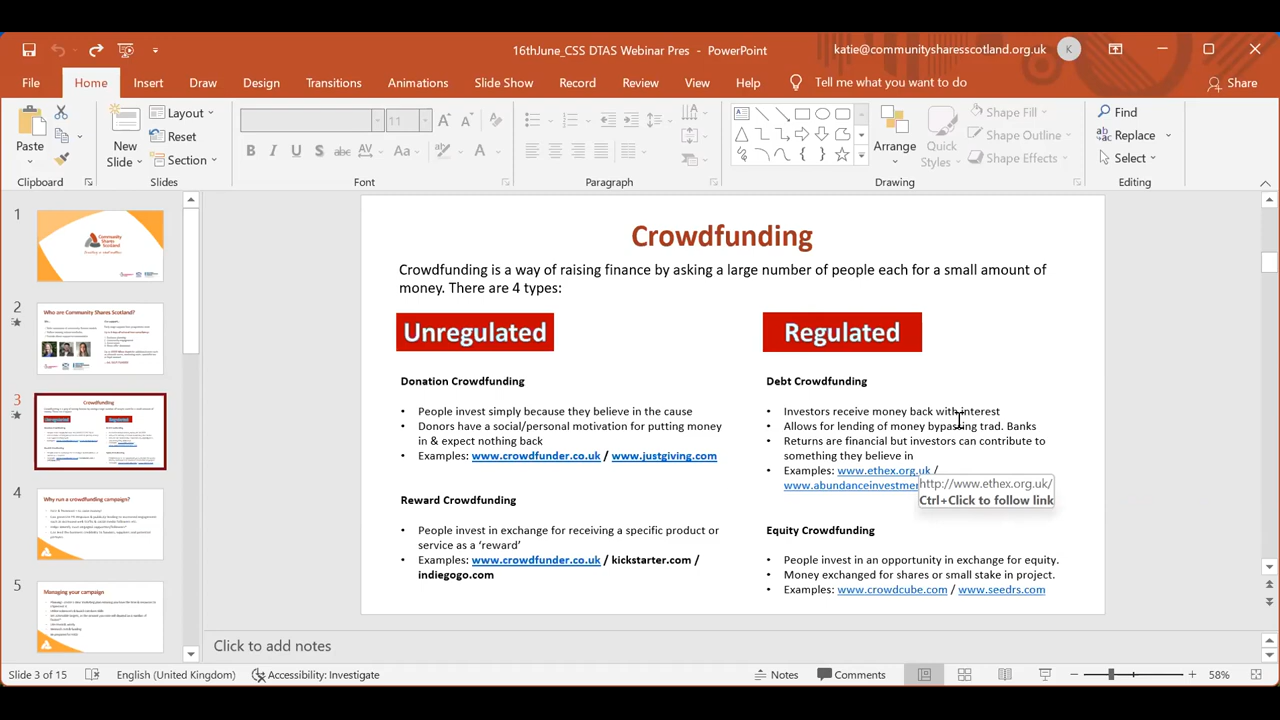 16thJune_CSS DTAS Webinar Pres - PowerPoint
katie@communitysharesscotland.org.uk
K
File
Home
Insert
Draw
Design
Transitions
Animations
Slide Show
Record
Review
View
Help
Tell me what you want to do
Share
Paste
New
Slide
Layout
Reset
Section
11
Arrange
Quick
Styles
Shape Fill
Shape Outline
Shape Effects
Find
Replace
Select
Clipboard
Slides
Font
Paragraph
Drawing
Editing
1
Community
Shares
Scotland
2
Who are Community Shares Scotland?
3
Crowdfunding
4
Why run a crowdfunding campaign?
5
Managing your campaign
Crowdfunding
Crowdfunding is a way of raising finance by asking a large number of people each for a small amount of
money. There are 4 types:
Unregulated
Donation Crowdfunding
• People invest simply because they believe in the cause
• Donors have a social/personal motivation for putting money
in & expect nothing back
• Examples: www.crowdfunder.co.uk / www.justgiving.com
Reward Crowdfunding
• People invest in exchange for receiving a specific product or
service as a ‘reward’
• Examples: www.crowdfunder.co.uk / kickstarter.com /
indiegogo.com
Regulated
Debt Crowdfunding
• Investors receive money back with interest
• Allows lending of money bypassing trad. Banks
• Returns are financial but investors can contribute to
something they believe in
• Examples: www.ethex.org.uk /
www.abundanceinvestmen
http://www.ethex.org.uk/
Ctrl+Click to follow link
Equity Crowdfunding
• People invest in an opportunity in exchange for equity.
• Money exchanged for shares or small stake in project.
• Examples: www.crowdcube.com / www.seedrs.com
Click to add notes
Slide 3 of 15
English (United Kingdom)
Accessibility: Investigate
Notes
Comments
58%